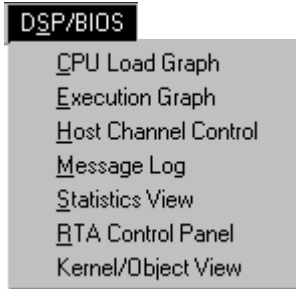 DSP/BIOS
CPU Load Graph
Execution Graph
Host Channel Control
Message Log
Statistics View
RTA Control Panel
Kernel/Object View